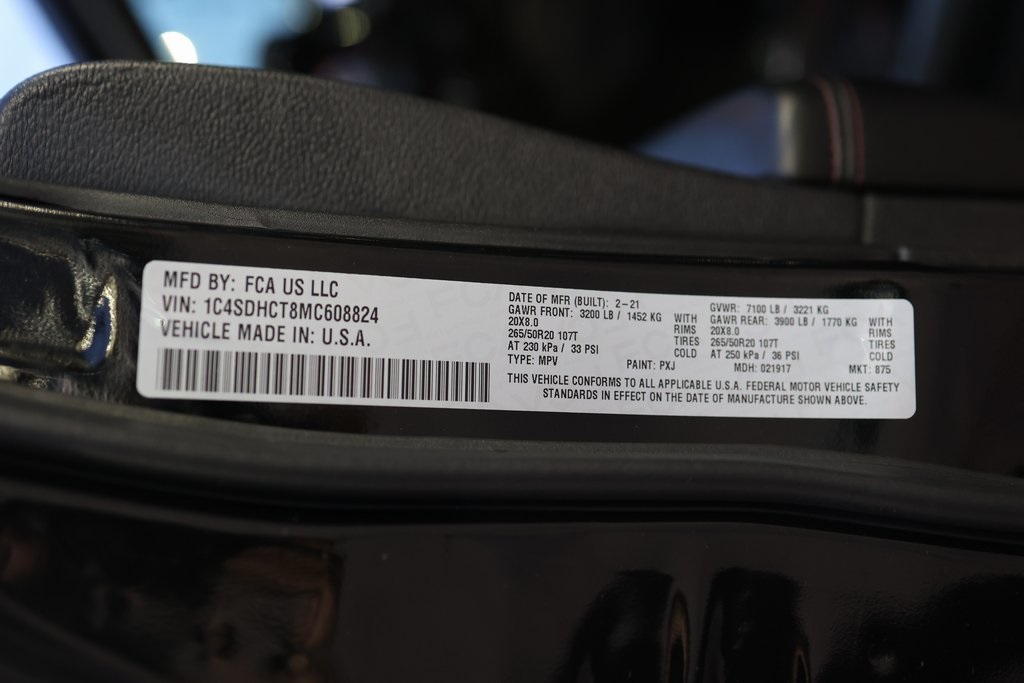 MFD BY: FCA US LLC
VIN: 1C4SDHCT8MC608824
VEHICLE MADE IN: U.S.A.
DATE OF MFR (BUILT): 2-21
GAWR FRONT: 3200 LB / 1452 KG WITH
20X8.0 RIMS
265/50R20 107T TIRES
AT 230 kPa / 33 PSI COLD
TYPE: MPV PAINT: PXJ
GVWR: 7100 LB / 3221 KG
GAWR REAR: 3900 LB / 1770 KG WITH
20X8.0 RIMS
265/50R20 107T TIRES
AT 250 kPa / 36 PSI COLD
MDH: 021917 MKT: 875
THIS VEHICLE CONFORMS TO ALL APPLICABLE U.S.A. FEDERAL MOTOR VEHICLE SAFETY
STANDARDS IN EFFECT ON THE DATE OF MANUFACTURE SHOWN ABOVE.